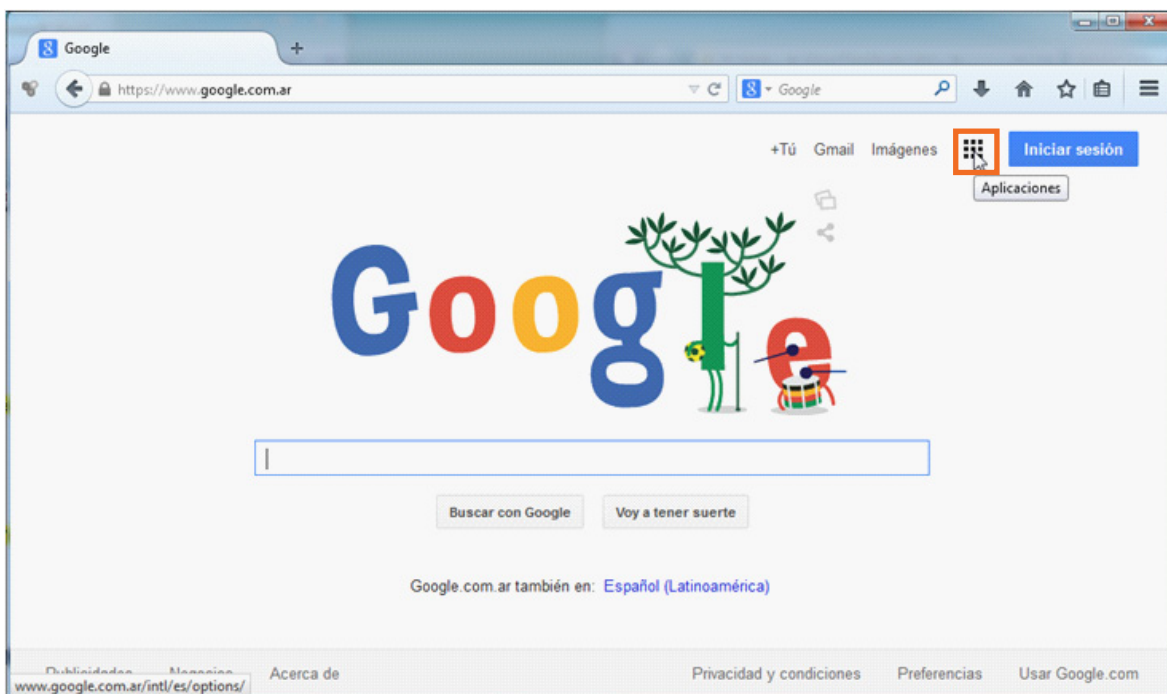 Google
https://www.google.com.ar
Google
+Tú Gmail Imágenes
Iniciar sesión
Aplicaciones
Google
Buscar con Google
Voy a tener suerte
Google.com.ar también en: Español (Latinoamérica)
Publicidades Negocios Acerca de Privacidad y condiciones Preferencias Usar Google.com
www.google.com.ar/intl/es/options/